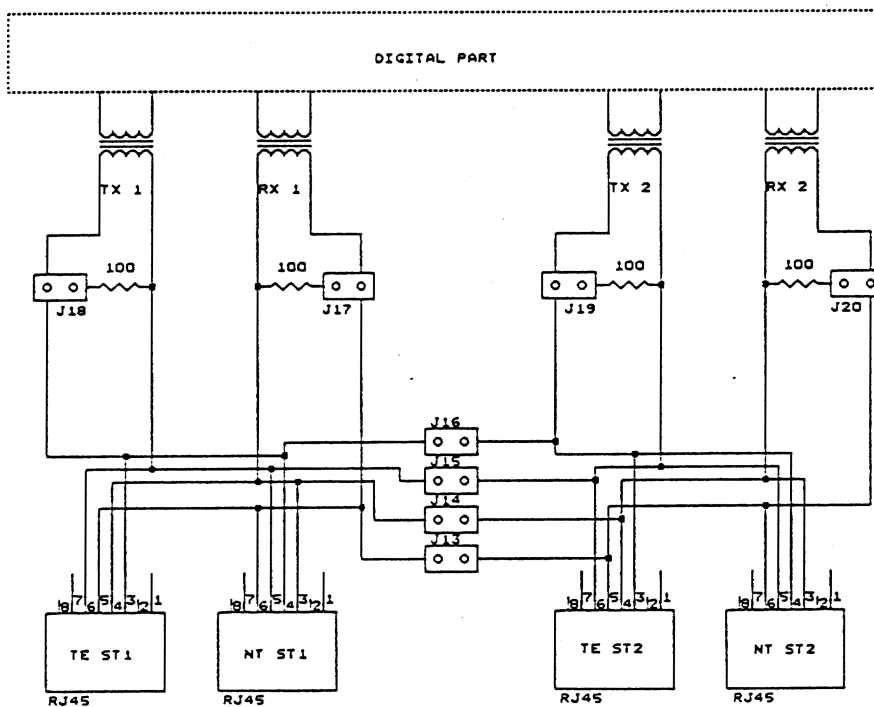 DIGITAL PART
TX 1
RX 1
TX 2
RX 2
100
100
100
100
J18
J17
J19
J20
J16
J15
J14
J13
8 7 6 5 4 3 2 1
8 7 6 5 4 3 2 1
8 7 6 5 4 3 2 1
8 7 6 5 4 3 2 1
TE ST1
NT ST1
TE ST2
NT ST2
RJ45
RJ45
RJ45
RJ45